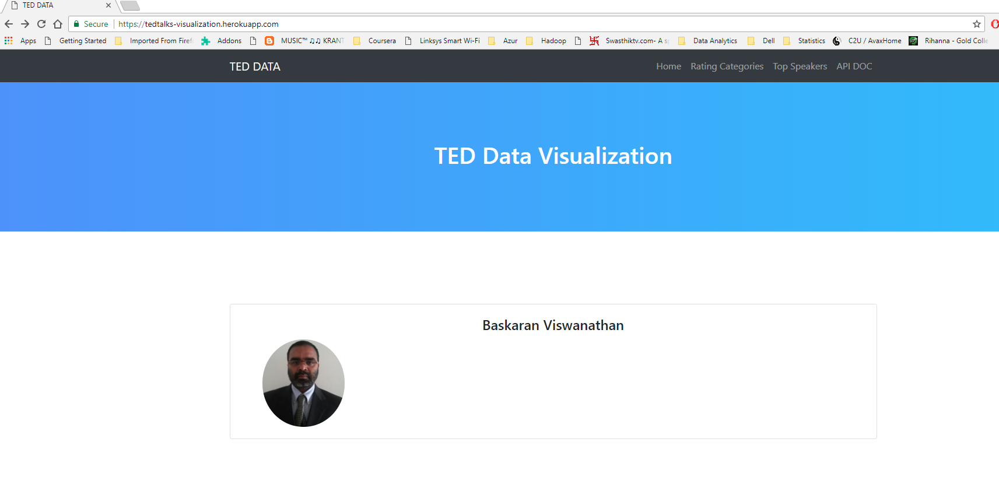 TED DATA
Secure https://tedtalks-visualization.herokuapp.com
Apps Getting Started Imported From Firef Addons MUSIC™ ♫♫ KRANT Coursera Linksys Smart Wi-Fi Azur Hadoop Swasthiktv.com- A sp Data Analytics Dell Statistics C2U / AvaxHome Rihanna - Gold Colle
TED DATA Home Rating Categories Top Speakers API DOC
TED Data Visualization
Baskaran Viswanathan